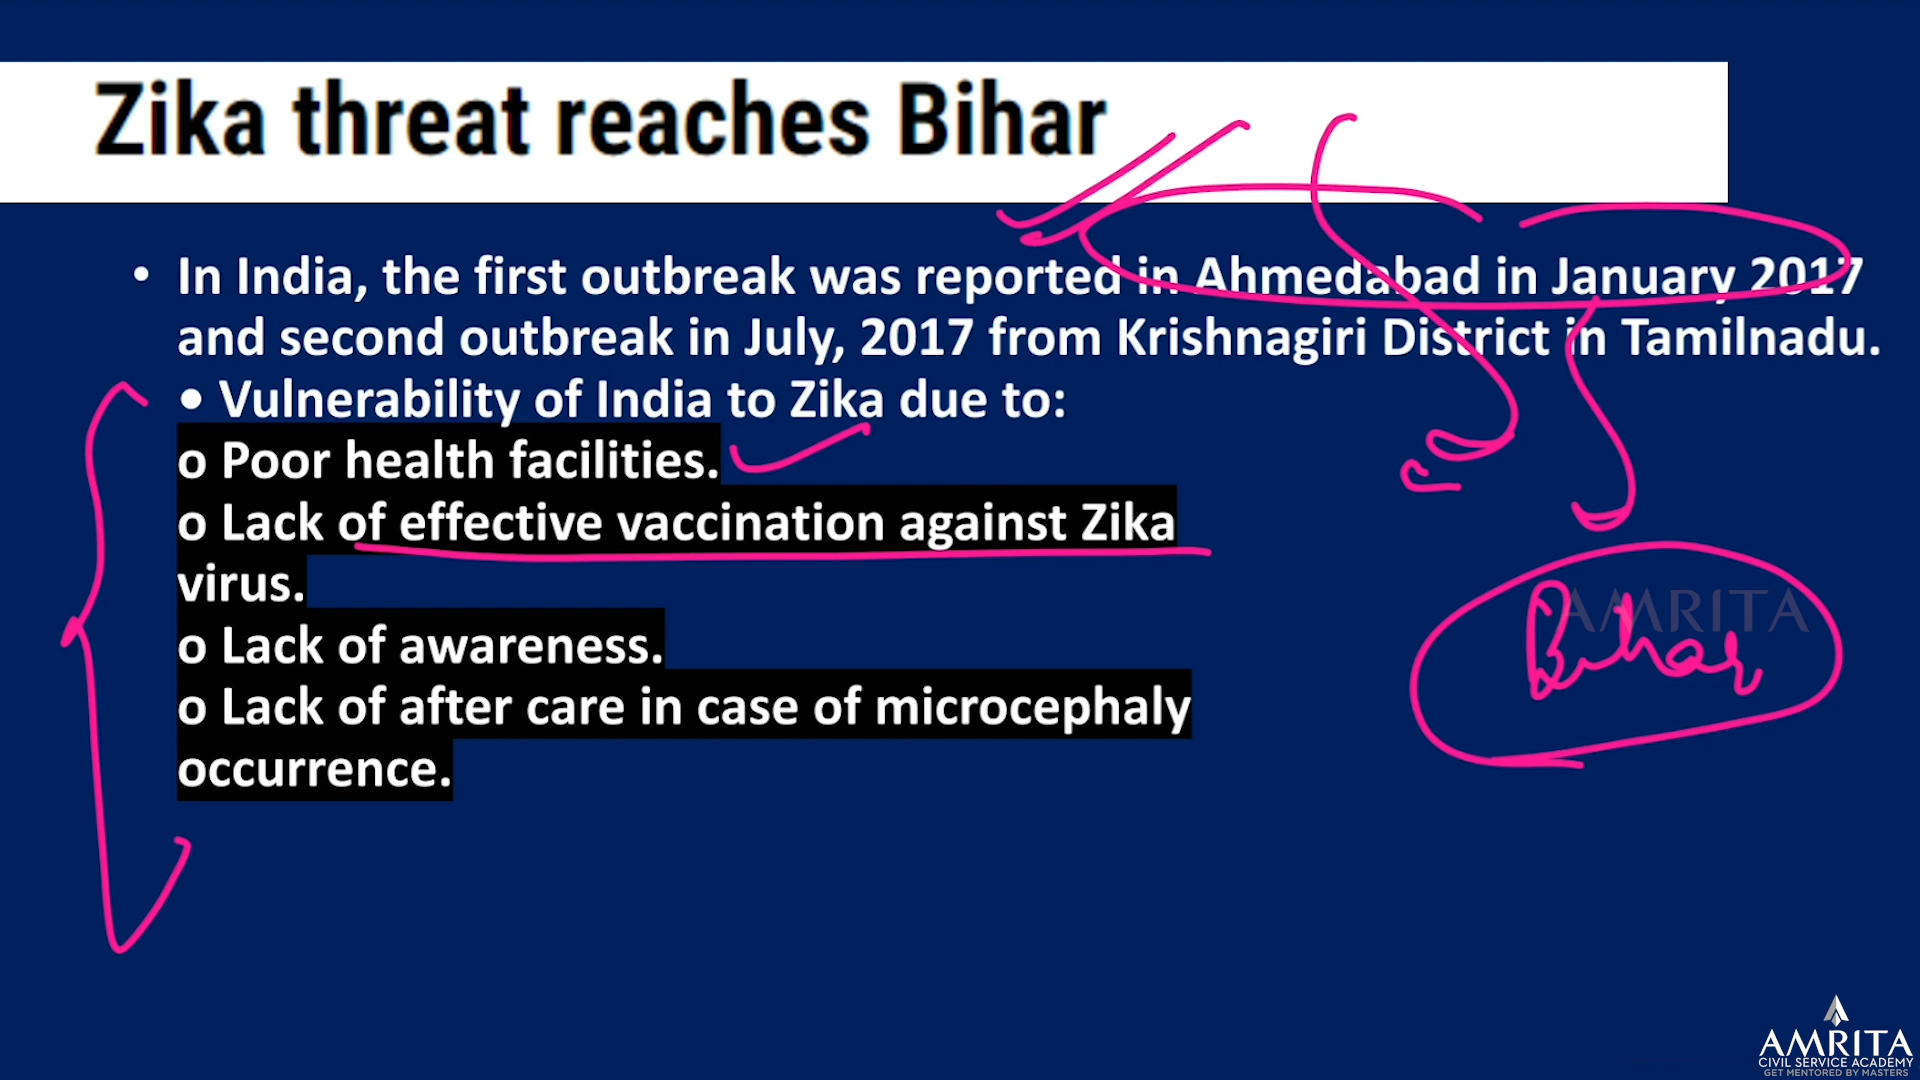 Zika threat reaches Bihar
• In India, the first outbreak was reported in Ahmedabad in January 2017
and second outbreak in July, 2017 from Krishnagiri District in Tamilnadu.
• Vulnerability of India to Zika due to:
o Poor health facilities.
o Lack of effective vaccination against Zika
virus.
o Lack of awareness.
o Lack of after care in case of microcephaly
occurrence.
AMRITA
Bihar
AMRITA
CIVIL SERVICE ACADEMY
GET MENTORED BY MASTERS